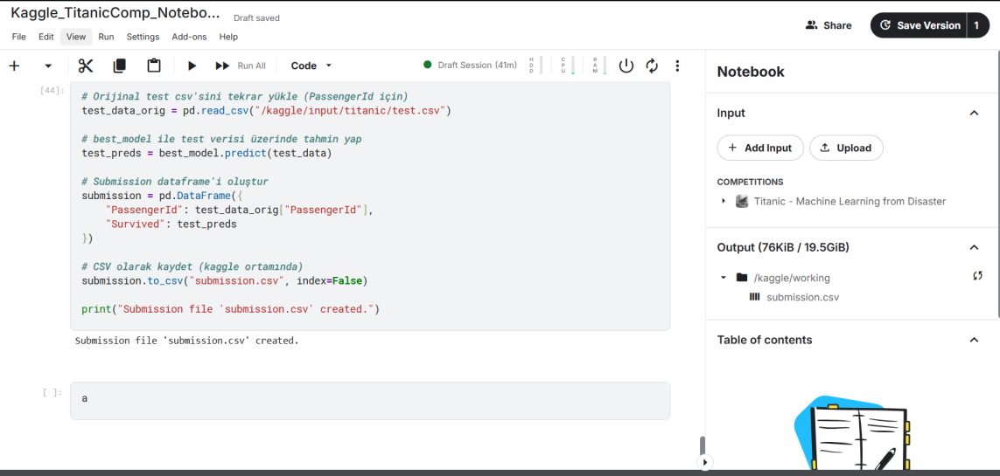 Kaggle_TitanicComp_Notebo... Draft saved
File Edit View Run Settings Add-ons Help
Share
Save Version 1
Run All
Code
Draft Session (41m)
HDD
CPU
RAM
[44]:
# Orijinal test csv'sini tekrar yükle (PassengerId için)
test_data_orig = pd.read_csv("/kaggle/input/titanic/test.csv")
# best_model ile test verisi üzerinde tahmin yap
test_preds = best_model.predict(test_data)
# Submission dataframe'i oluştur
submission = pd.DataFrame({
"PassengerId": test_data_orig["PassengerId"],
"Survived": test_preds
})
# CSV olarak kaydet (kaggle ortamında)
submission.to_csv("submission.csv", index=False)
print("Submission file 'submission.csv' created.")
Submission file 'submission.csv' created.
[ ]:
a
Notebook
Input
+ Add Input
Upload
COMPETITIONS
Titanic - Machine Learning from Disaster
Output (76KiB / 19.5GiB)
/kaggle/working
submission.csv
Table of contents